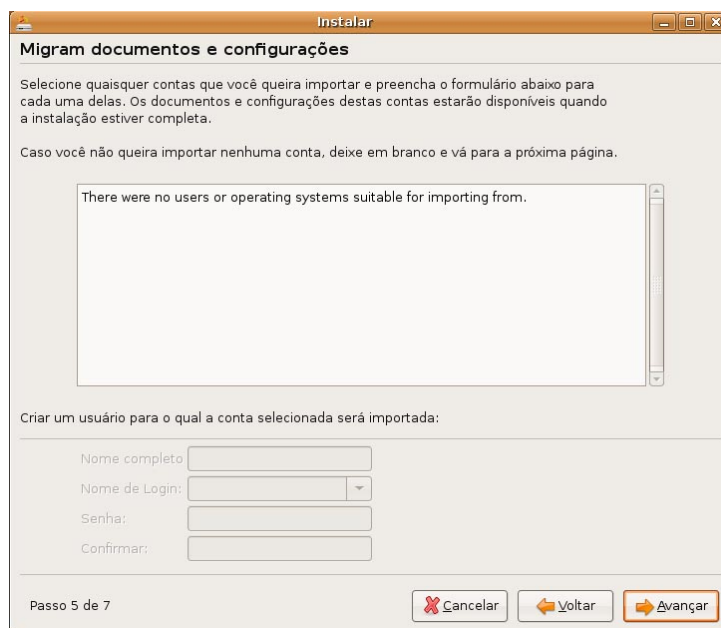 Instalar
Migram documentos e configurações
Selecione quaisquer contas que você queira importar e preencha o formulário abaixo para
cada uma delas. Os documentos e configurações destas contas estarão disponíveis quando
a instalação estiver completa.
Caso você não queira importar nenhuma conta, deixe em branco e vá para a próxima página.
There were no users or operating systems suitable for importing from.
Criar um usuário para o qual a conta selecionada será importada:
Nome completo
Nome de Login:
Senha:
Confirmar:
Passo 5 de 7 Cancelar Voltar Avançar